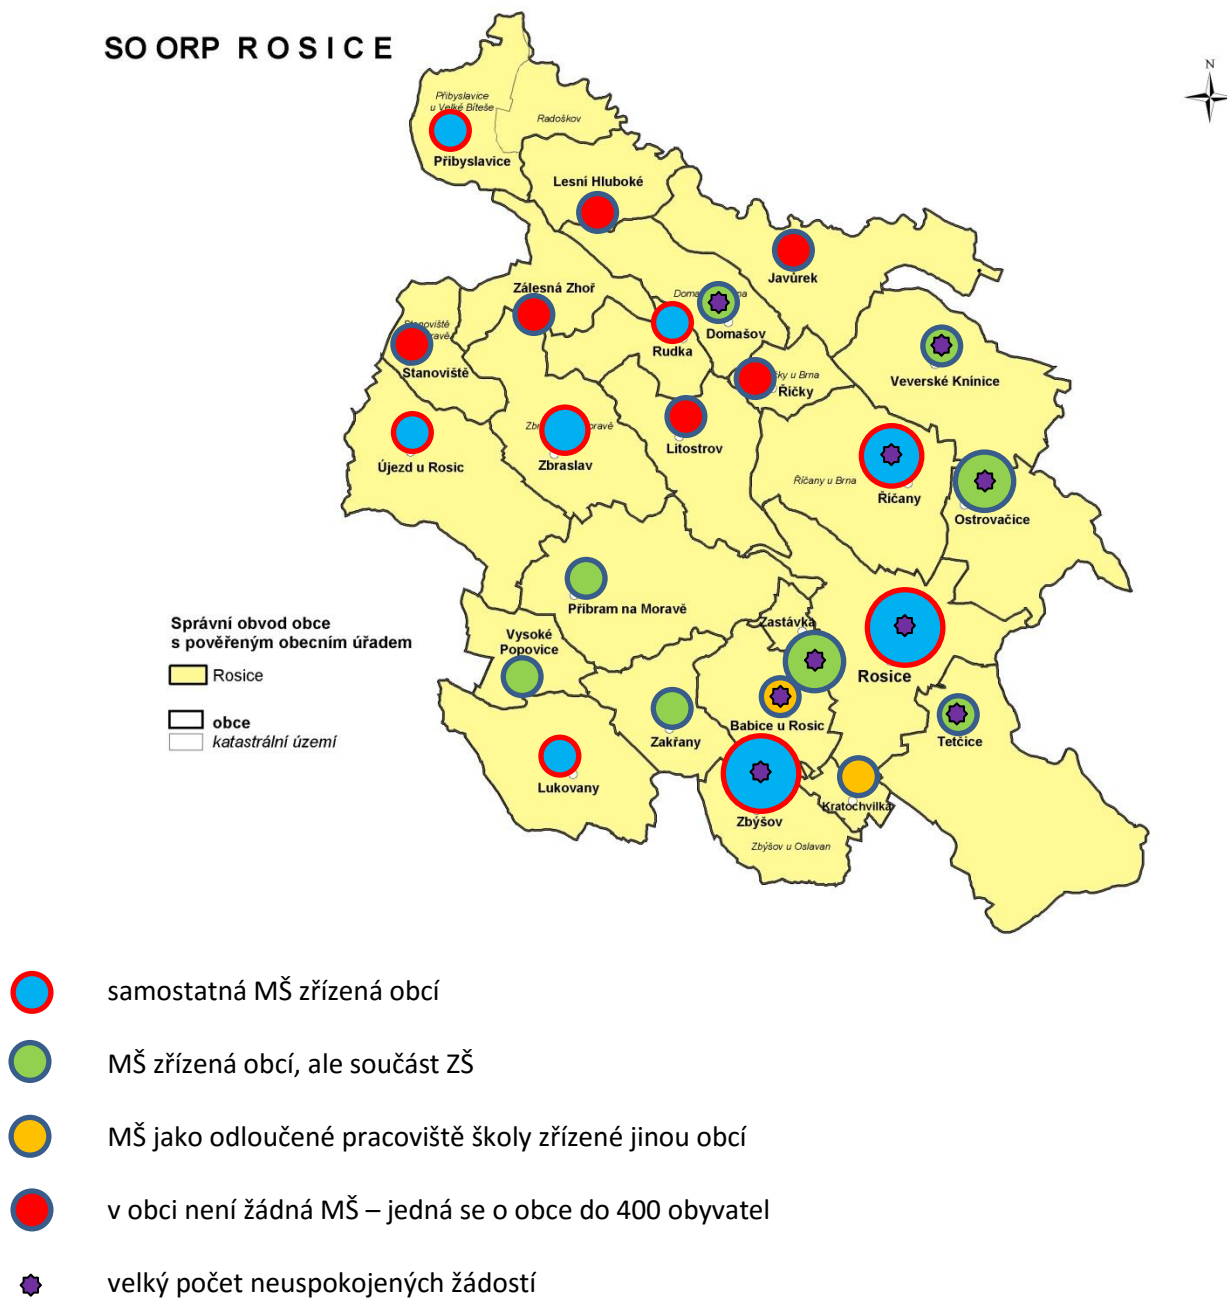 SO ORP R O S I C E
N
Přibyslavice
u Velké Bíteše
Radoškov
Přibyslavice
Lesní Hluboké
Javůrek
Zálesná Zhoř
Domašov
Rudka
Stanoviště
Stanoviště
Říčky
Veverské Knínice
Újezd u Rosic
Zbraslav
Litostrov
Říčany u Brna
Říčany
Ostrovačice
Příbram na Moravě
Zastávka
Vysoké
Popovice
Rosice
Správní obvod obce
s pověřeným obecním úřadem
Rosice
obce
katastrální území
Babice u Rosic
Zakřany
Tetčice
Lukovany
Kratochvilka
Zbýšov
Zbýšov u Oslavan
samostatná MŠ zřízená obcí
MŠ zřízená obcí, ale součást ZŠ
MŠ jako odloučené pracoviště školy zřízené jinou obcí
v obci není žádná MŠ – jedná se o obce do 400 obyvatel
velký počet neuspokojených žádostí